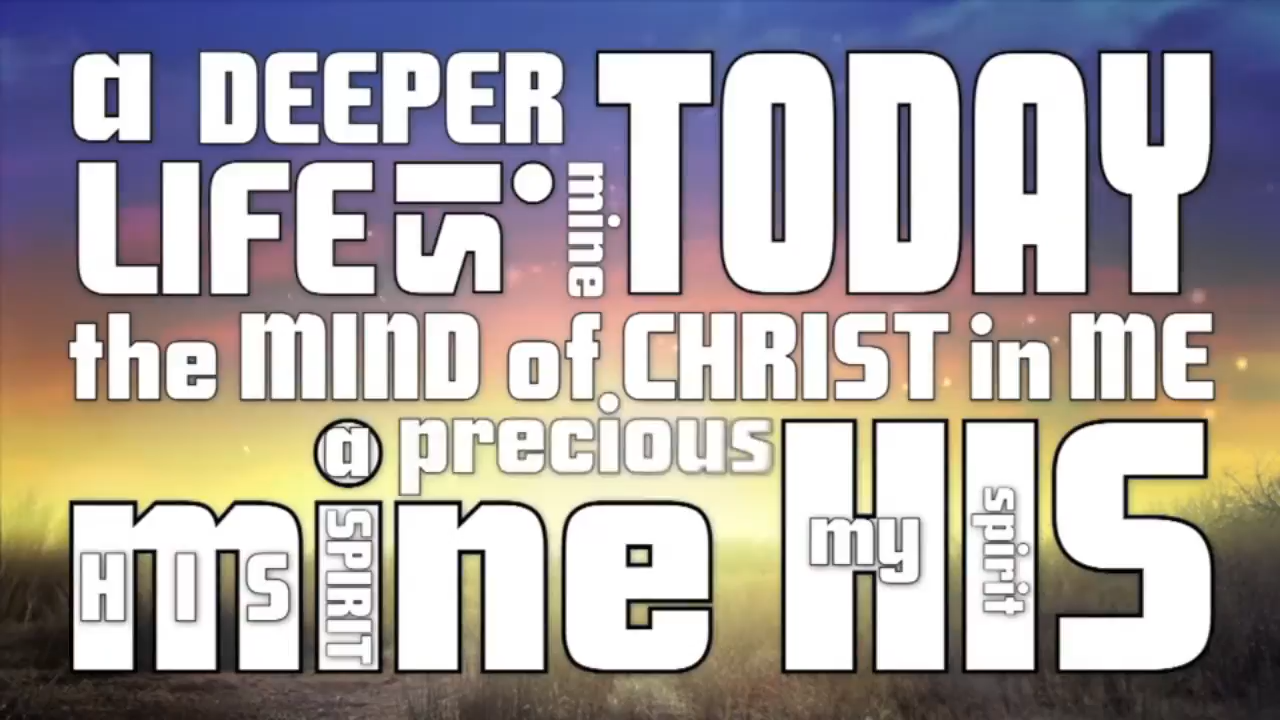 a DEEPER TODAY
LIFE is mine
the MIND of CHRIST in ME
a precious
mine HIS
HIS SPIRIT my spirit